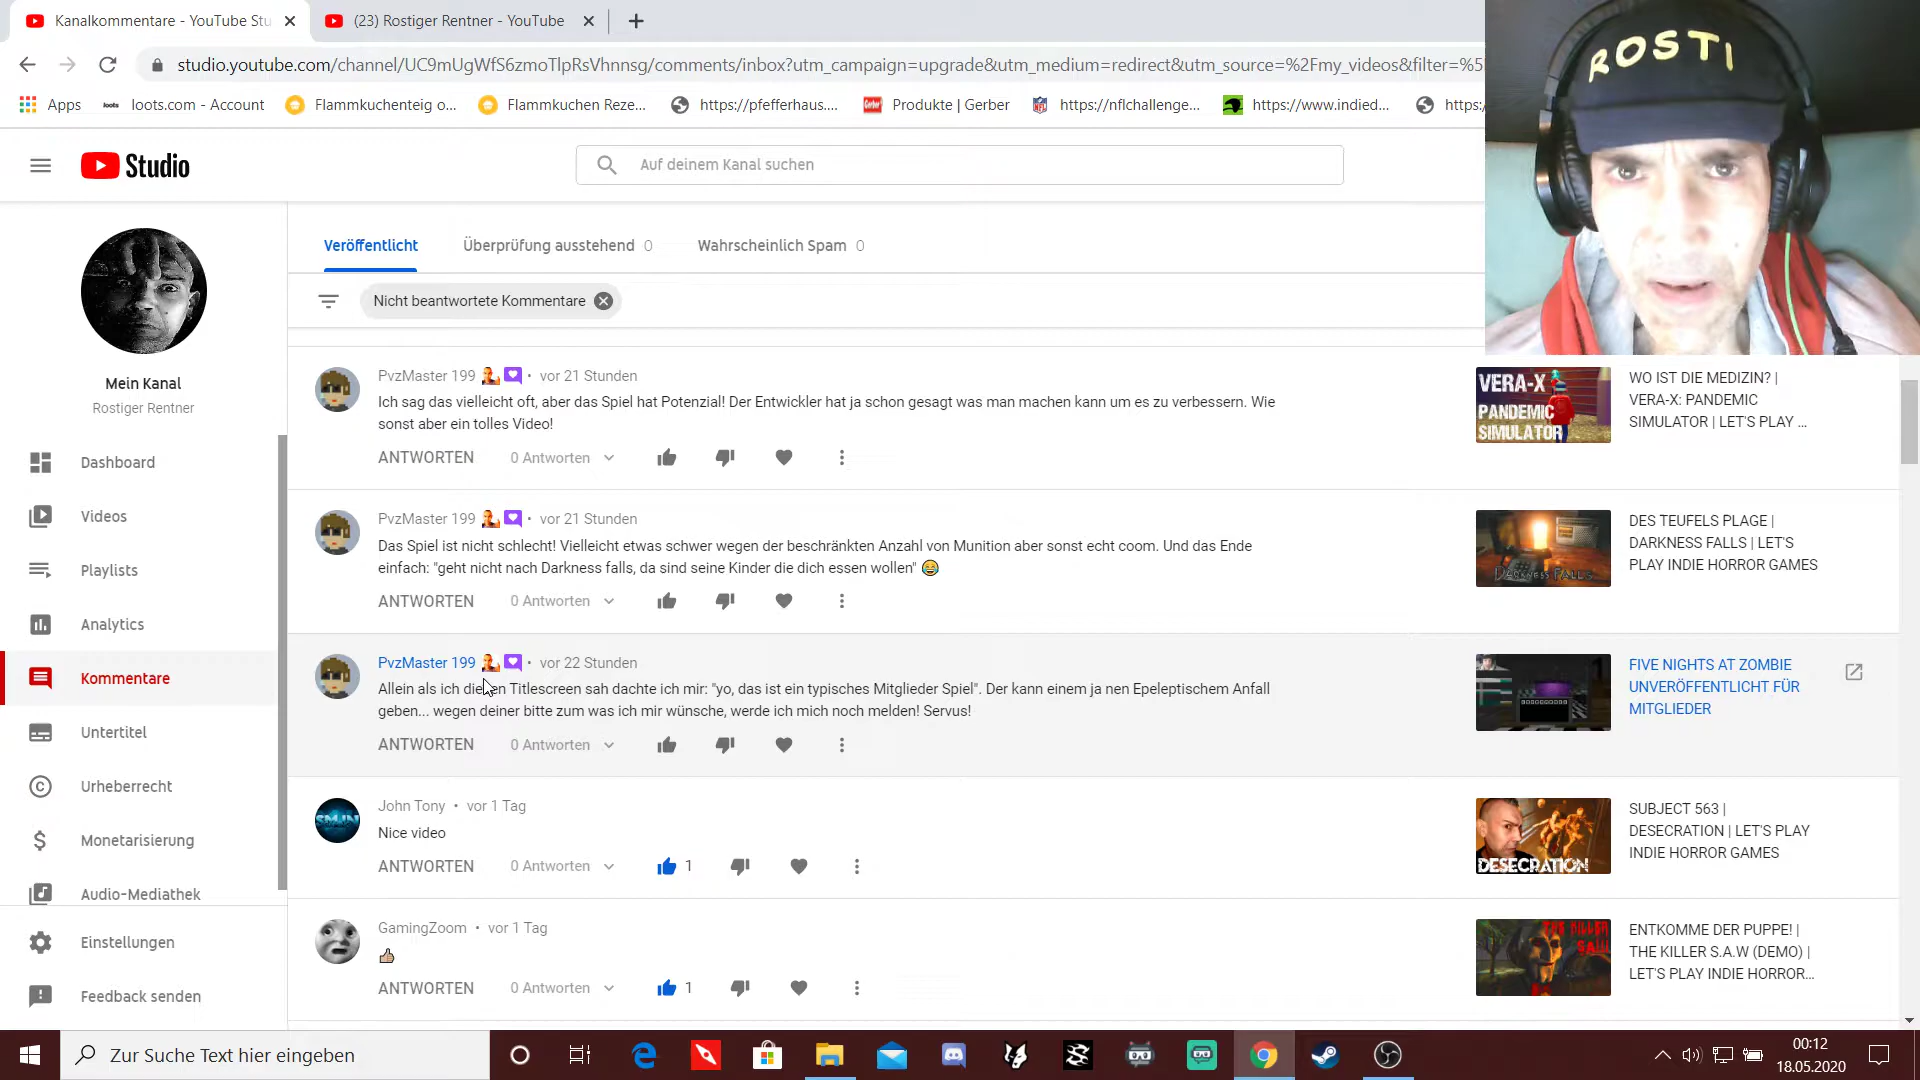 Kanalkommentare - YouTube Stu
(23) Rostiger Rentner - YouTube
studio.youtube.com/channel/UC9mUgWfS6zmoTlpRsVhnnsg/comments/inbox?utm_campaign=upgrade&utm_medium=redirect&utm_source=%2Fmy_videos&filter=%5
Apps
loots.com - Account
Flammkuchenteig o...
Flammkuchen Reze...
https://pfefferhaus....
Produkte | Gerber
https://nflchallenge...
https://www.indied...
https:/
ROSTI
Studio
Auf deinem Kanal suchen
Veröffentlicht
Überprüfung ausstehend 0
Wahrscheinlich Spam 0
Nicht beantwortete Kommentare
Mein Kanal
Rostiger Rentner
Dashboard
Videos
Playlists
Analytics
Kommentare
Untertitel
Urheberrecht
Monetarisierung
Audio-Mediathek
Einstellungen
Feedback senden
PvzMaster 199 • vor 21 Stunden
Ich sag das vielleicht oft, aber das Spiel hat Potenzial! Der Entwickler hat ja schon gesagt was man machen kann um es zu verbessern. Wie
sonst aber ein tolles Video!
ANTWORTEN 0 Antworten
VERA-X
PANDEMIC
SIMULATOR
WO IST DIE MEDIZIN? |
VERA-X: PANDEMIC
SIMULATOR | LET'S PLAY ...
PvzMaster 199 • vor 21 Stunden
Das Spiel ist nicht schlecht! Vielleicht etwas schwer wegen der beschränkten Anzahl von Munition aber sonst echt coom. Und das Ende
einfach: "geht nicht nach Darkness falls, da sind seine Kinder die dich essen wollen" 😂
ANTWORTEN 0 Antworten
DARKNESS FALLS
DES TEUFELS PLAGE |
DARKNESS FALLS | LET'S
PLAY INDIE HORROR GAMES
PvzMaster 199 • vor 22 Stunden
Allein als ich diesen Titlescreen sah dachte ich mir: "yo, das ist ein typisches Mitglieder Spiel". Der kann einem ja nen Epeleptischem Anfall
geben... wegen deiner bitte zum was ich mir wünsche, werde ich mich noch melden! Servus!
ANTWORTEN 0 Antworten
FIVE NIGHTS AT ZOMBIE
UNVERÖFFENTLICHT FÜR
MITGLIEDER
John Tony • vor 1 Tag
Nice video
ANTWORTEN 0 Antworten 1
DESECRATION
SUBJECT 563 |
DESECRATION | LET'S PLAY
INDIE HORROR GAMES
GamingZoom • vor 1 Tag
👍🏼
ANTWORTEN 0 Antworten 1
THE KILLER
S.A.W
ENTKOMME DER PUPPE! |
THE KILLER S.A.W (DEMO) |
LET'S PLAY INDIE HORROR...
Zur Suche Text hier eingeben
00:12
18.05.2020